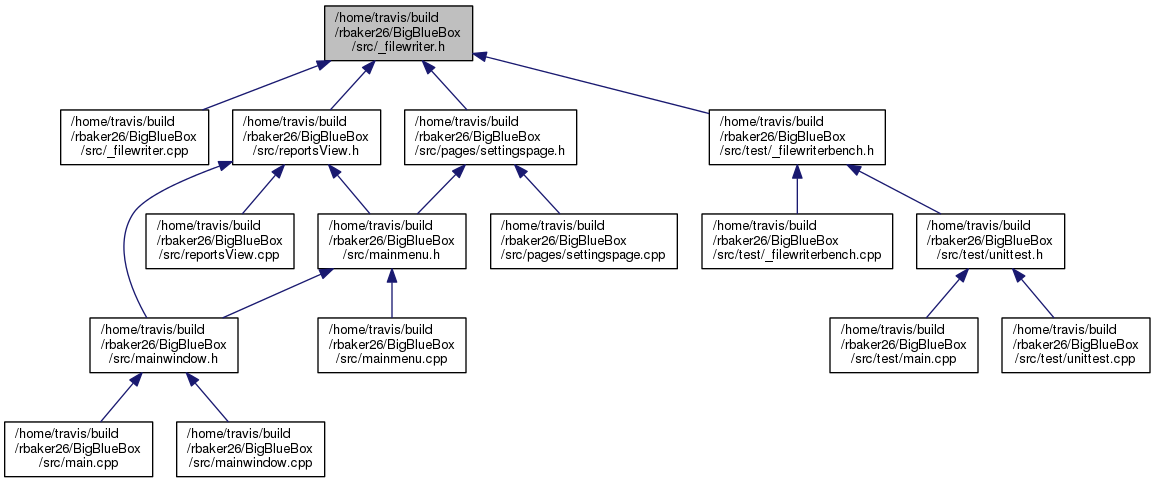 /home/travis/build
/rbaker26/BigBlueBox
/src/_filewriter.h
/home/travis/build
/rbaker26/BigBlueBox
/src/_filewriter.cpp
/home/travis/build
/rbaker26/BigBlueBox
/src/reportsView.h
/home/travis/build
/rbaker26/BigBlueBox
/src/pages/settingspage.h
/home/travis/build
/rbaker26/BigBlueBox
/src/test/_filewriterbench.h
/home/travis/build
/rbaker26/BigBlueBox
/src/reportsView.cpp
/home/travis/build
/rbaker26/BigBlueBox
/src/mainmenu.h
/home/travis/build
/rbaker26/BigBlueBox
/src/pages/settingspage.cpp
/home/travis/build
/rbaker26/BigBlueBox
/src/test/_filewriterbench.cpp
/home/travis/build
/rbaker26/BigBlueBox
/src/test/unittest.h
/home/travis/build
/rbaker26/BigBlueBox
/src/mainwindow.h
/home/travis/build
/rbaker26/BigBlueBox
/src/mainmenu.cpp
/home/travis/build
/rbaker26/BigBlueBox
/src/test/main.cpp
/home/travis/build
/rbaker26/BigBlueBox
/src/test/unittest.cpp
/home/travis/build
/rbaker26/BigBlueBox
/src/main.cpp
/home/travis/build
/rbaker26/BigBlueBox
/src/mainwindow.cpp